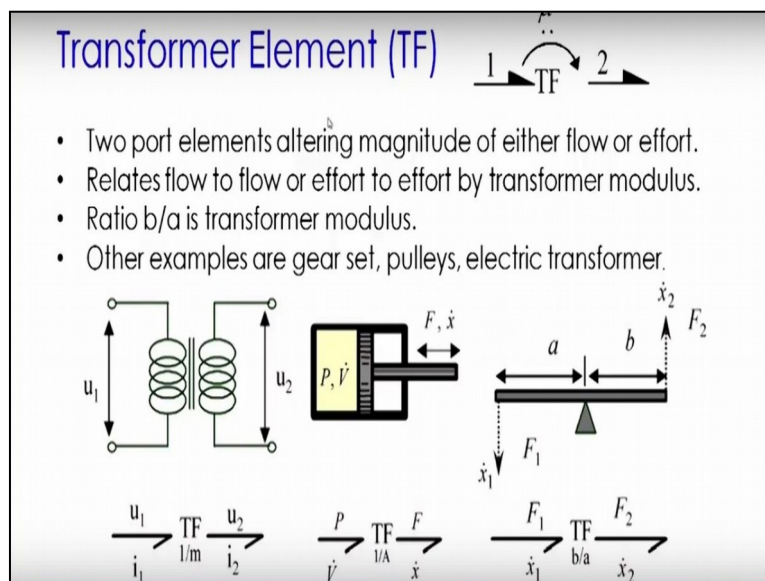 Transformer Element (TF)
1 TF 2
• Two port elements altering magnitude of either flow or effort.
• Relates flow to flow or effort to effort by transformer modulus.
• Ratio b/a is transformer modulus.
• Other examples are gear set, pulleys, electric transformer.
u₁ u₂
F, ẋ
P, V̇
a b
ẋ₂ F₂
ẋ₁ F₁
u₁ TF u₂
i₁ 1/m i₂
P TF F
V̇ 1/A ẋ
F₁ TF F₂
ẋ₁ b/a ẋ₂